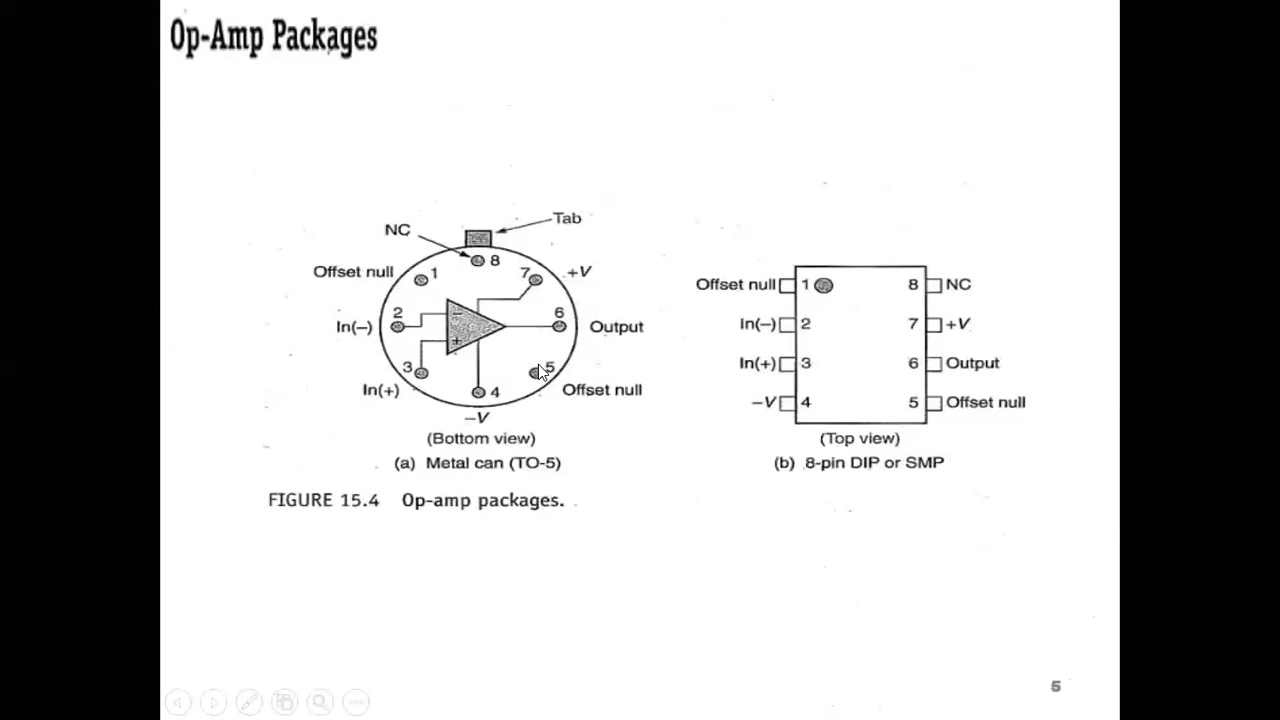 Op-Amp Packages
Tab
NC
8
Offset null
1
7
+V
2
6
In(–)
–
Output
+
3
5
In(+)
4
Offset null
–V
(Bottom view)
(a) Metal can (TO-5)
Offset null 1 8 NC
In(–) 2 7 +V
In(+) 3 6 Output
–V 4 5 Offset null
(Top view)
(b) 8-pin DIP or SMP
FIGURE 15.4 Op-amp packages.
5